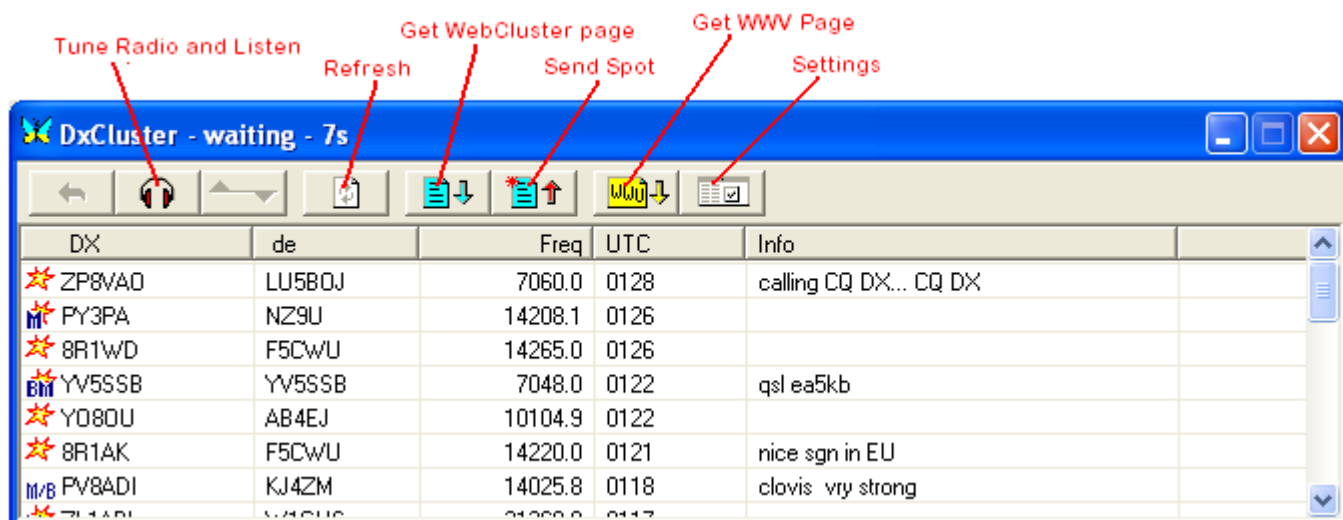 Get WWV Page
Get WebCluster page
Tune Radio and Listen
Refresh Send Spot Settings
DxCluster - waiting - 7s
DX de Freq UTC Info
ZP8VAO LU5BOJ 7060.0 0128 calling CQ DX... CQ DX
M PY3PA NZ9U 14208.1 0126
8R1WD F5CWU 14265.0 0126
BM YV5SSB YV5SSB 7048.0 0122 qsl ea5kb
YO8OU AB4EJ 10104.9 0122
8R1AK F5CWU 14220.0 0121 nice sgn in EU
M/B PV8ADI KJ4ZM 14025.8 0118 clovis vry strong
0117